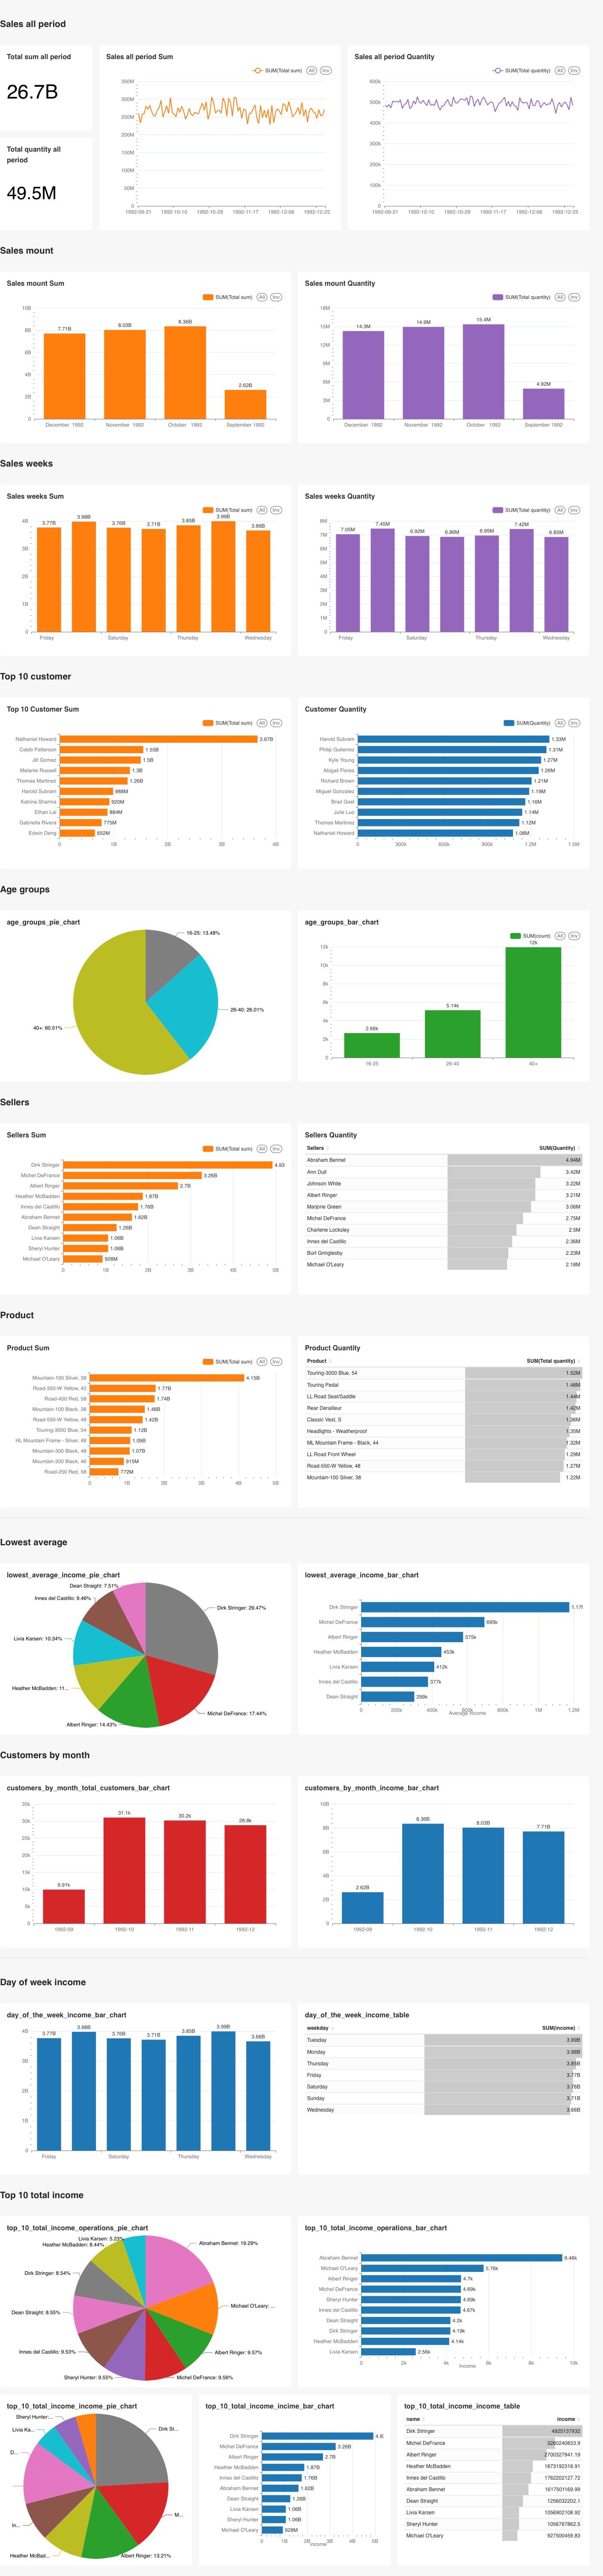 Sales all period
Total sum all period
26.7B
Total quantity all
period
49.5M
Sales all period Sum
SUM(Total sum) All Inv
350M
300M
250M
200M
150M
100M
50M
0
1992-09-21 1992-10-10 1992-10-29 1992-11-17 1992-12-06 1992-12-25
Sales all period Quantity
SUM(Total quantity) All Inv
600k
500k
400k
300k
200k
100k
0
1992-09-21 1992-10-10 1992-10-29 1992-11-17 1992-12-06 1992-12-25
Sales mount
Sales mount Sum
SUM(Total sum) All Inv
10B
8B
6B
4B
2B
0
7.71B
8.03B
8.36B
2.62B
December 1992 November 1992 October 1992 September 1992
Sales mount Quantity
SUM(Total quantity) All Inv
18M
15M
12M
9M
6M
3M
0
14.3M
14.9M
15.4M
4.92M
December 1992 November 1992 October 1992 September 1992
Sales weeks
Sales weeks Sum
SUM(Total sum) All Inv
4B
3B
2B
1B
0
3.77B
3.98B
3.76B
3.71B
3.85B
3.99B
3.66B
Friday Saturday Thursday Wednesday
Sales weeks Quantity
SUM(Total quantity) All Inv
8M
7M
6M
5M
4M
3M
2M
1M
0
7.05M
7.45M
6.92M
6.86M
6.95M
7.42M
6.85M
Friday Saturday Thursday Wednesday
Top 10 customer
Top 10 Customer Sum
SUM(Total sum) All Inv
Nathaniel Howard 3.67B
Caleb Patterson 1.55B
Jill Gomez 1.5B
Melanie Russell 1.3B
Thomas Martinez 1.26B
Harold Subram 988M
Katrina Sharma 920M
Ethan Lal 884M
Gabrielle Rivera 775M
Edwin Deng 652M
0 1B 2B 3B 4B
Customer Quantity
SUM(Quantity) All Inv
Harold Subram 1.33M
Philip Gutierrez 1.31M
Kyle Young 1.27M
Abigail Flores 1.26M
Richard Brown 1.21M
Miguel Gonzalez 1.19M
Brad Goel 1.16M
Julie Luo 1.14M
Thomas Martinez 1.12M
Nathaniel Howard 1.08M
0 300k 600k 900k 1.2M 1.5M
Age groups
age_groups_pie_chart
16-25: 13.48%
26-40: 26.01%
40+: 60.51%
age_groups_bar_chart
SUM(count) All Inv
12k
10k
8k
6k
4k
2k
0
2.66k
5.14k
12k
16-25 26-40 40+
Sellers
Sellers Sum
SUM(Total sum) All Inv
Dirk Stringer 4.93
Michel DeFrance 3.26B
Albert Ringer 2.7B
Heather McBadden 1.87B
Innes del Castillo 1.76B
Abraham Bennet 1.62B
Dean Straight 1.26B
Livia Karsen 1.06B
Sheryl Hunter 1.06B
Michael O'Leary 928M
0 1B 2B 3B 4B 5B
Sellers Quantity
Sellers SUM(Quantity)
Abraham Bennet 4.94M
Ann Dull 3.42M
Johnson White 3.22M
Albert Ringer 3.21M
Marjorie Green 3.06M
Michel DeFrance 2.75M
Charlene Locksley 2.5M
Innes del Castillo 2.36M
Burt Gringlesby 2.23M
Michael O'Leary 2.18M
Product
Product Sum
SUM(Total sum) All Inv
Mountain-100 Silver, 38 4.15B
Road-350-W Yellow, 42 1.77B
Road-450 Red, 58 1.74B
Mountain-100 Black, 38 1.48B
Road-550-W Yellow, 48 1.42B
Touring-3000 Blue, 54 1.12B
HL Mountain Frame - Silver, 48 1.09B
Mountain-300 Black, 48 1.07B
Mountain-200 Black, 46 915M
Road-250 Red, 58 772M
0 1B 2B 3B 4B 5B
Product Quantity
Product SUM(Total quantity)
Touring-3000 Blue, 54 1.52M
Touring Pedal 1.48M
LL Road Seat/Saddle 1.44M
Rear Derailleur 1.42M
Classic Vest, S 1.36M
Headlights - Weatherproof 1.35M
ML Mountain Frame - Black, 44 1.32M
LL Road Front Wheel 1.29M
Road-550-W Yellow, 48 1.27M
Mountain-100 Silver, 38 1.22M
Lowest average
lowest_average_income_pie_chart
Dean Straight: 7.51%
Innes del Castillo: 9.46%
Livia Karsen: 10.34%
Heather McBadden: 11...
Albert Ringer: 14.43%
Dirk Stringer: 29.47%
Michel DeFrance: 17.44%
lowest_average_income_bar_chart
Dirk Stringer 1.17
Michel DeFrance 695k
Albert Ringer 575k
Heather McBadden 453k
Livia Karsen 412k
Innes del Castillo 377k
Dean Straight 299k
0 200k 400k 600k 800k 1M 1.2M
Average Income
Customers by month
customers_by_month_total_customers_bar_chart
35k
30k
25k
20k
15k
10k
5k
0
9.91k
31.1k
30.2k
28.8k
1992-09 1992-10 1992-11 1992-12
customers_by_month_income_bar_chart
10B
8B
6B
4B
2B
0
2.62B
8.36B
8.03B
7.71B
1992-09 1992-10 1992-11 1992-12
Day of week income
day_of_the_week_income_bar_chart
4B
3B
2B
1B
0
3.77B
3.98B
3.76B
3.71B
3.85B
3.99B
3.66B
Friday Saturday Thursday Wednesday
day_of_the_week_income_table
weekday SUM(income)
Tuesday 3.99B
Monday 3.98B
Thursday 3.85B
Friday 3.77B
Saturday 3.76B
Sunday 3.71B
Wednesday 3.66B
Top 10 total income
top_10_total_income_operations_pie_chart
Livia Karsen: 5.23%
Heather McBadden: 8.44%
Dirk Stringer: 8.54%
Dean Straight: 8.55%
Innes del Castillo: 9.53%
Sheryl Hunter: 9.55%
Abraham Bennet: 19.29%
Michael O'Leary: ...
Albert Ringer: 9.57%
Michel DeFrance: 9.56%
top_10_total_income_operations_bar_chart
Abraham Bennet 9.46k
Michael O'Leary 5.76k
Albert Ringer 4.7k
Michel DeFrance 4.69k
Sheryl Hunter 4.69k
Innes del Castillo 4.67k
Dean Straight 4.2k
Dirk Stringer 4.19k
Heather McBadden 4.14k
Livia Karsen 2.56k
0 2k 4k 6k 8k 10k
Income
top_10_total_income_income_pie_chart
Sheryl Hunter:...
Livia Ka...
D...
In...
Heather McBad...
Dirk St...
M...
Albert Ringer: 13.21%
top_10_total_income_incime_bar_chart
Dirk Stringer 4.9
Michel DeFrance 3.26B
Albert Ringer 2.7B
Heather McBadden 1.87B
Innes del Castillo 1.76B
Abraham Bennet 1.62B
Dean Straight 1.26B
Livia Karsen 1.06B
Sheryl Hunter 1.06B
Michael O'Leary 928M
0 1B 2B 3B 4B 5B
Income
top_10_total_income_income_table
name income
Dirk Stringer 4925137932
Michel DeFrance 3260240833.9
Albert Ringer 2700327941.19
Heather McBadden 1873192318.91
Innes del Castillo 1762202127.72
Abraham Bennet 1617501169.99
Dean Straight 1256032202.1
Livia Karsen 1056902108.92
Sheryl Hunter 1056767862.5
Michael O'Leary 927500459.83